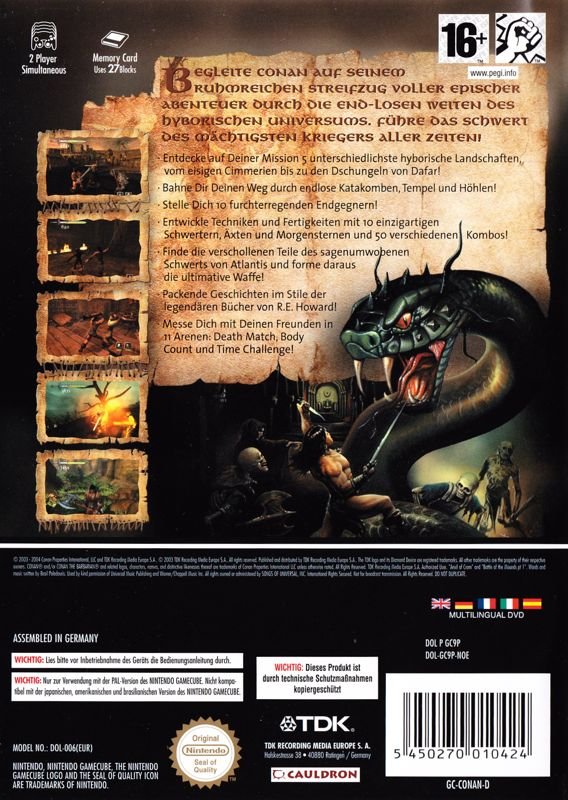 2 Player
Simultaneous
Memory Card
Uses 27 Blocks
16+
™
™
www.pegi.info
BEGLEITE CONAN AUF SEINEM
RUHMREICHEN STREIFZUG VOLLER EPISCHER
ABENTEUER DURCH DIE END-LOSEN WEITEN DES
HYBORISCHEN UNIVERSUMS. FÜHRE DAS SCHWERT
DES MÄCHTIGSTEN KRIEGERS ALLER ZEITEN!
· Entdecke auf Deiner Mission 5 unterschiedlichste hyborische Landschaften,
vom eisigen Cimmerien bis zu den Dschungeln von Dafar!
· Bahne Dir Deinen Weg durch endlose Katakomben, Tempel und Höhlen!
· Stelle Dich 10 furchterregenden Endgegnern!
· Entwickle Techniken und Fertigkeiten mit 10 einzigartigen
Schwertern, Äxten und Morgensternen und 50 verschiedenen Kombos!
· Finde die verschollenen Teile des sagenumwobenen
Schwerts von Atlantis und forme daraus
die ultimative Waffe!
· Packende Geschichten im Stile der
legendären Bücher von R.E. Howard!
· Messe Dich mit Deinen Freunden in
11 Arenen: Death Match, Body
Count und Time Challenge!
MULTILINGUAL DVD
ASSEMBLED IN GERMANY
DOL P GC9P
DOL-GC9P-NOE
WICHTIG: Lies bitte vor Inbetriebnahme des Geräts die Bedienungsanleitung durch.
WICHTIG: Nur zur Verwendung mit der PAL-Version des NINTENDO GAMECUBE. Nicht kompa-
tibel mit der japanischen, amerikanischen und brasilianischen Version des NINTENDO GAMECUBE.
WICHTIG: Dieses Produkt ist
durch technische Schutzmaßnahmen
kopiergeschützt
MODEL NO.: DOL-006(EUR)
NINTENDO, NINTENDO GAMECUBE, THE NINTENDO
GAMECUBE LOGO AND THE SEAL OF QUALITY ICON
ARE TRADEMARKS OF NINTENDO.
Original
Nintendo
Seal of
Quality
TDK
TDK RECORDING MEDIA EUROPE S. A.
Halskestrasse 38 • 40880 Ratingen / Germany
CAULDRON
5 450270 010424
GC-CONAN-D